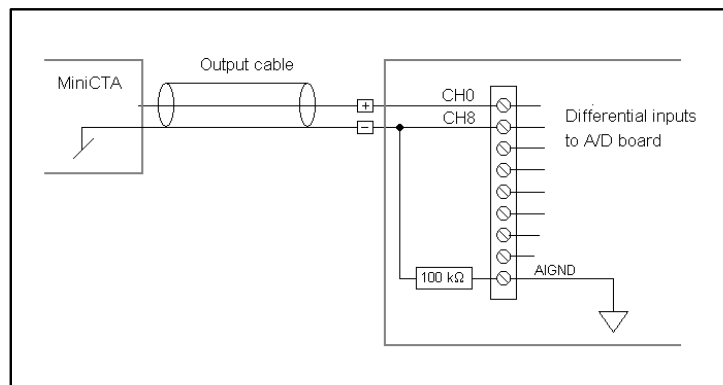 Output cable
MiniCTA
+
CH0
−
CH8
Differential inputs
to A/D board
100 kΩ
AIGND